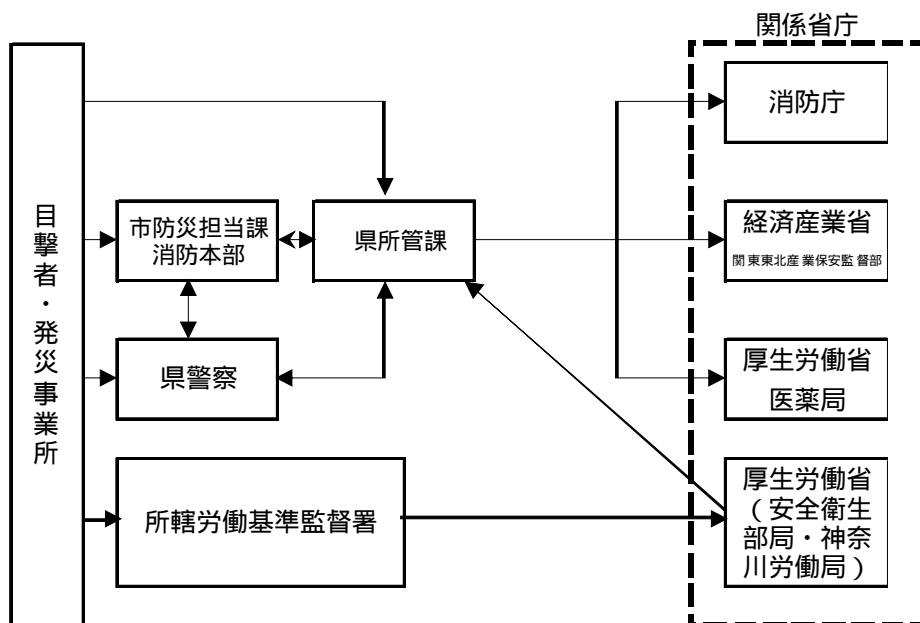 関係省庁
目撃者・発災事業所
市防災担当課
消防本部
県警察
所轄労働基準監督署
県所管課
消防庁
経済産業省
関東東北産業保安監督部
厚生労働省
医薬局
厚生労働省
(安全衛生
部局・神奈
川労働局)